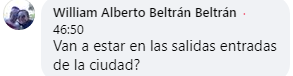 William Alberto Beltrán Beltrán ·
46:50
Van a estar en las salidas entradas
de la ciudad?